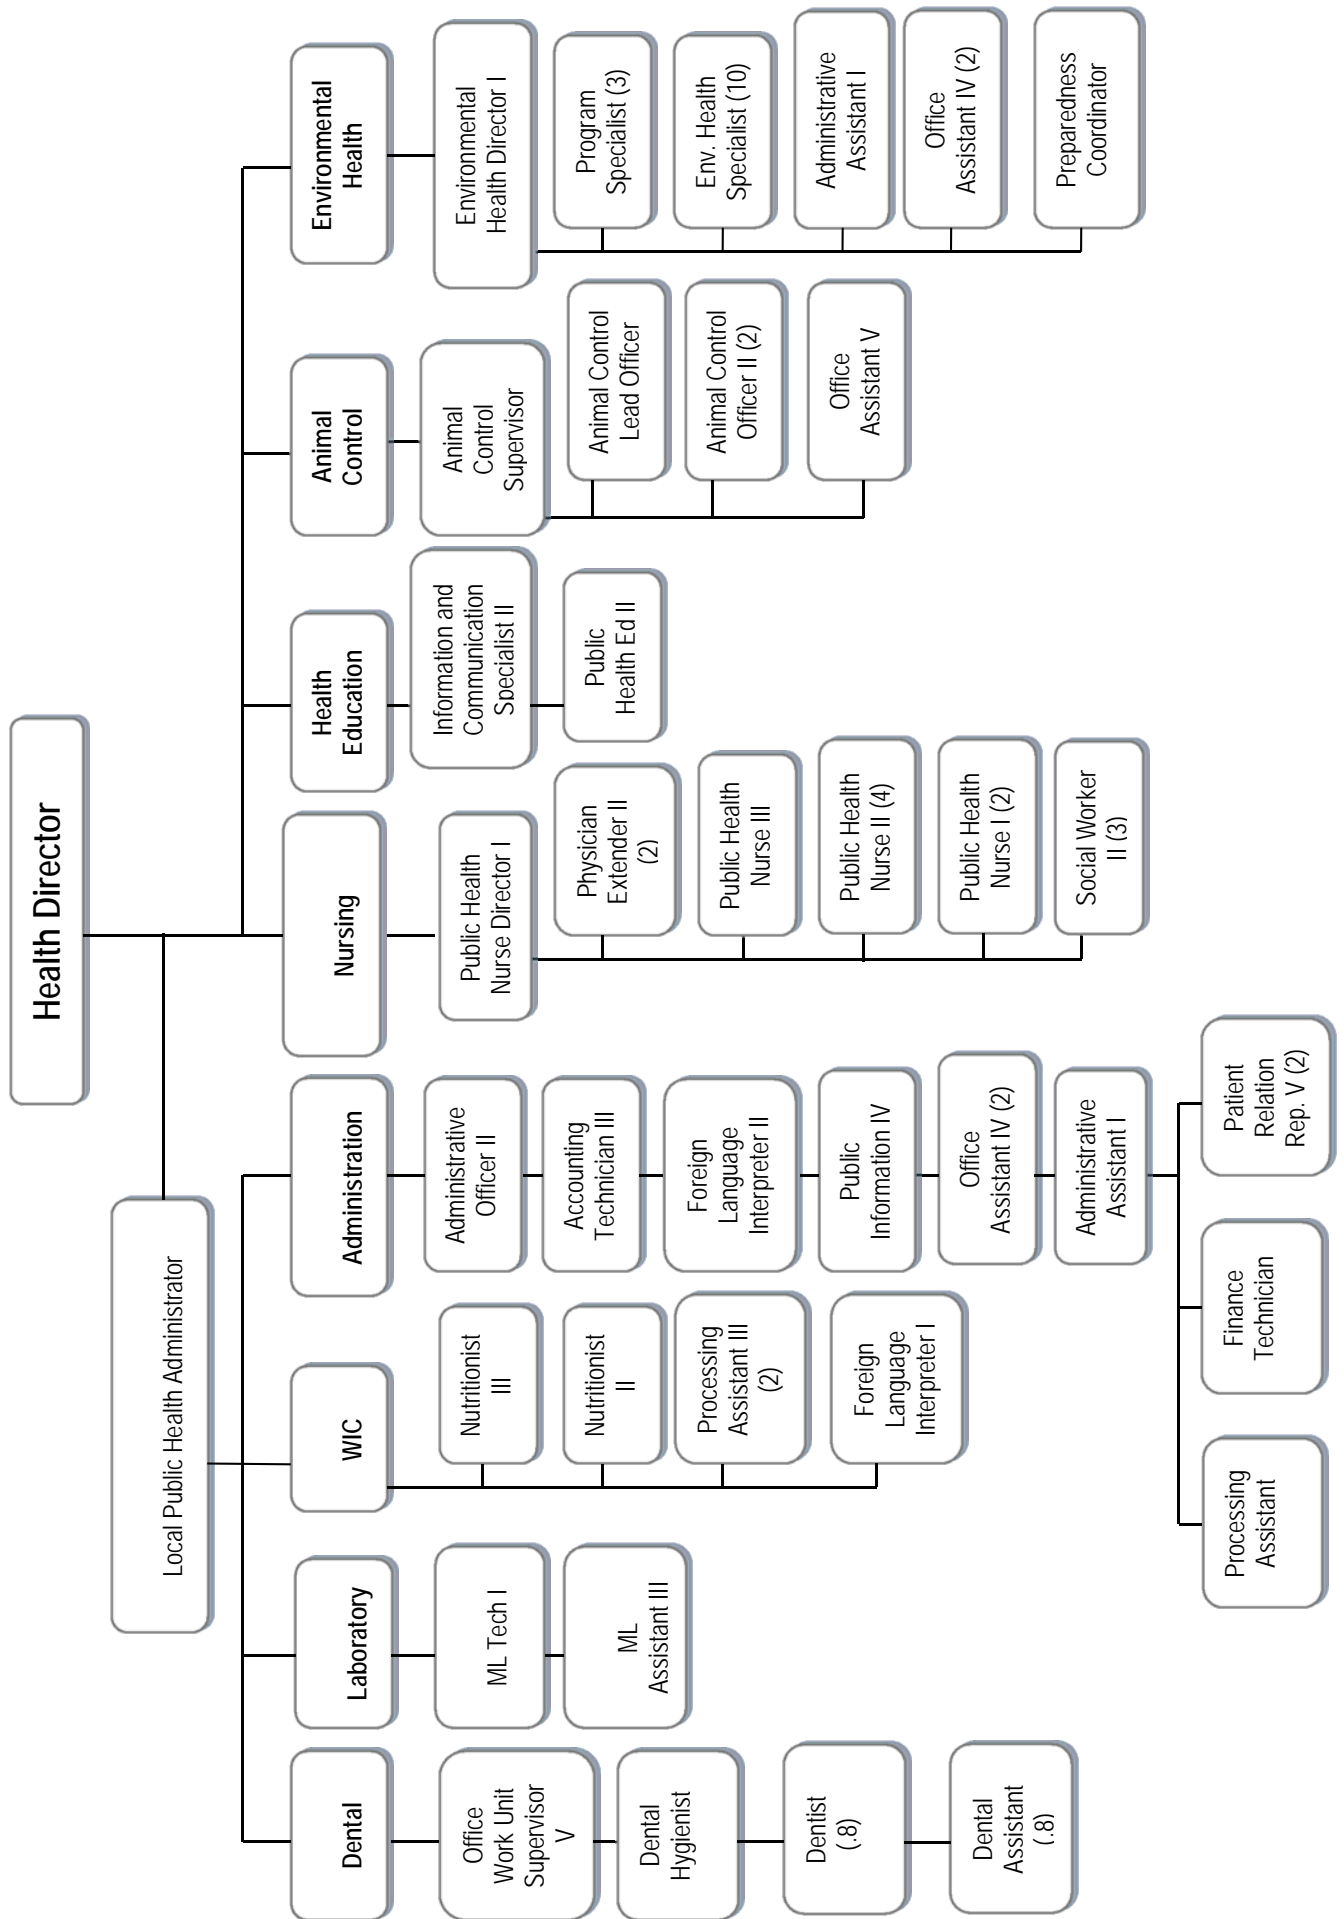 Health Director
Local Public Health Administrator
Dental
Office
Work Unit
Supervisor
V
Dental
Hygienist
Dentist
(.8)
Dental
Assistant
(.8)
Laboratory
ML Tech I
ML
Assistant III
WIC
Nutritionist
III
Nutritionist
II
Processing
Assistant III
(2)
Foreign
Language
Interpreter I
Administration
Administrative
Officer II
Accounting
Technician III
Foreign
Language
Interpreter II
Public
Information IV
Office
Assistant IV (2)
Administrative
Assistant I
Processing
Assistant
Finance
Technician
Patient
Relation
Rep. V (2)
Nursing
Public Health
Nurse Director I
Physician
Extender II
(2)
Public Health
Nurse III
Public Health
Nurse II (4)
Public Health
Nurse I (2)
Social Worker
II (3)
Health
Education
Information and
Communication
Specialist II
Public
Health Ed II
Animal
Control
Animal
Control
Supervisor
Animal Control
Lead Officer
Animal Control
Officer II (2)
Office
Assistant V
Environmental
Health
Environmental
Health Director I
Program
Specialist (3)
Env. Health
Specialist (10)
Administrative
Assistant I
Office
Assistant IV (2)
Preparedness
Coordinator